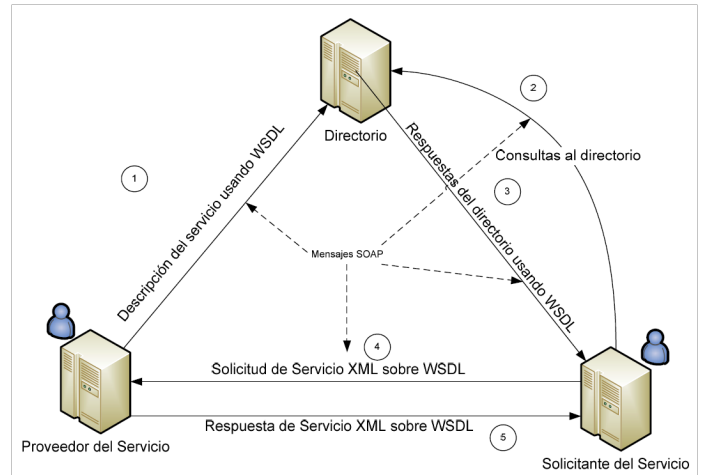 Directorio
2
Consultas al directorio
1
Descripción del servicio usando WSDL
Respuestas del directorio usando WSDL
3
Mensajes SOAP
4
Solicitud de Servicio XML sobre WSDL
Respuesta de Servicio XML sobre WSDL
5
Proveedor del Servicio
Solicitante del Servicio